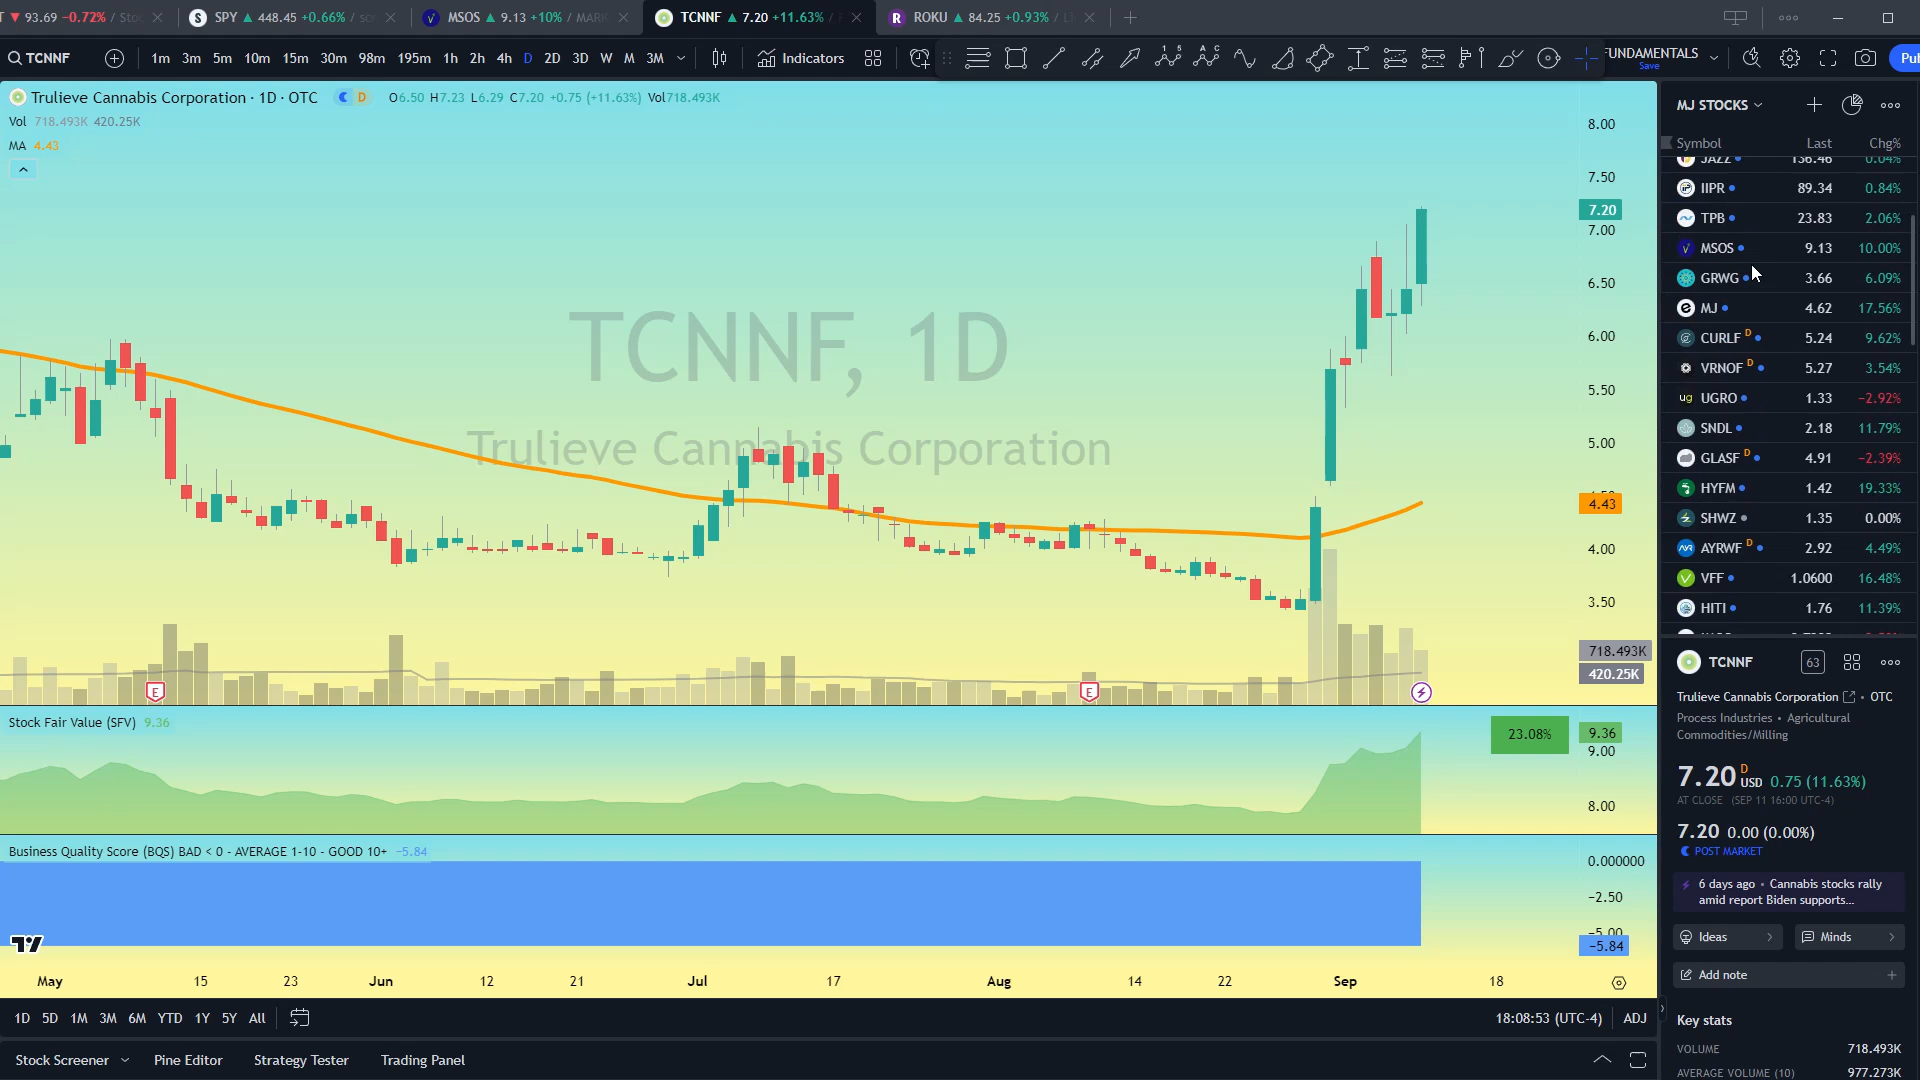 T ▼ 93.69 −0.72% / Sto
S SPY ▲ 448.45 +0.66% /
MSOS ▲ 9.13 +10% / MAR
TCNNF ▲ 7.20 +11.63% /
R ROKU ▲ 84.25 +0.93% /
TCNNF 1m 3m 5m 10m 15m 30m 98m 195m 1h 2h 4h D 2D 3D W M 3M Indicators FUNDAMENTALS Pub
Save
Trulieve Cannabis Corporation · 1D · OTC D O6.50 H7.23 L6.29 C7.20 +0.75 (+11.63%) Vol718.493K
Vol 718.493K 420.25K
MA 4.43
TCNNF, 1D
Trulieve Cannabis Corporation
8.00
7.50
7.20
7.00
6.50
6.00
5.50
5.00
4.43
4.00
3.50
718.493K
420.25K
E
E
Stock Fair Value (SFV) 9.36
23.08%
9.36
9.00
8.00
Business Quality Score (BQS) BAD < 0 - AVERAGE 1-10 - GOOD 10+ −5.84
0.000000
−2.50
−5.00
−5.84
May 15 23 Jun 12 21 Jul 17 Aug 14 22 Sep 18
1D 5D 1M 3M 6M YTD 1Y 5Y All 18:08:53 (UTC-4) ADJ
Stock Screener Pine Editor Strategy Tester Trading Panel
MJ STOCKS
Symbol Last Chg%
JAZZ 136.46 0.04%
IIPR 89.34 0.84%
TPB 23.83 2.06%
MSOS 9.13 10.00%
GRWG 3.66 6.09%
MJ 4.62 17.56%
CURLF D 5.24 9.62%
VRNOF D 5.27 3.54%
ug UGRO 1.33 −2.92%
SNDL 2.18 11.79%
GLASF D 4.91 −2.39%
HYFM 1.42 19.33%
SHWZ 1.35 0.00%
AYR AYRWF D 2.92 4.49%
VFF 1.0600 16.48%
HITI 1.76 11.39%
TCNNF 63
Trulieve Cannabis Corporation • OTC
Process Industries • Agricultural
Commodities/Milling
7.20 D USD 0.75 (11.63%)
AT CLOSE (SEP 11 16:00 UTC-4)
7.20 0.00 (0.00%)
POST MARKET
6 days ago • Cannabis stocks rally
amid report Biden supports...
Ideas Minds
Add note
Key stats
VOLUME 718.493K
AVERAGE VOLUME (10) 977.273K